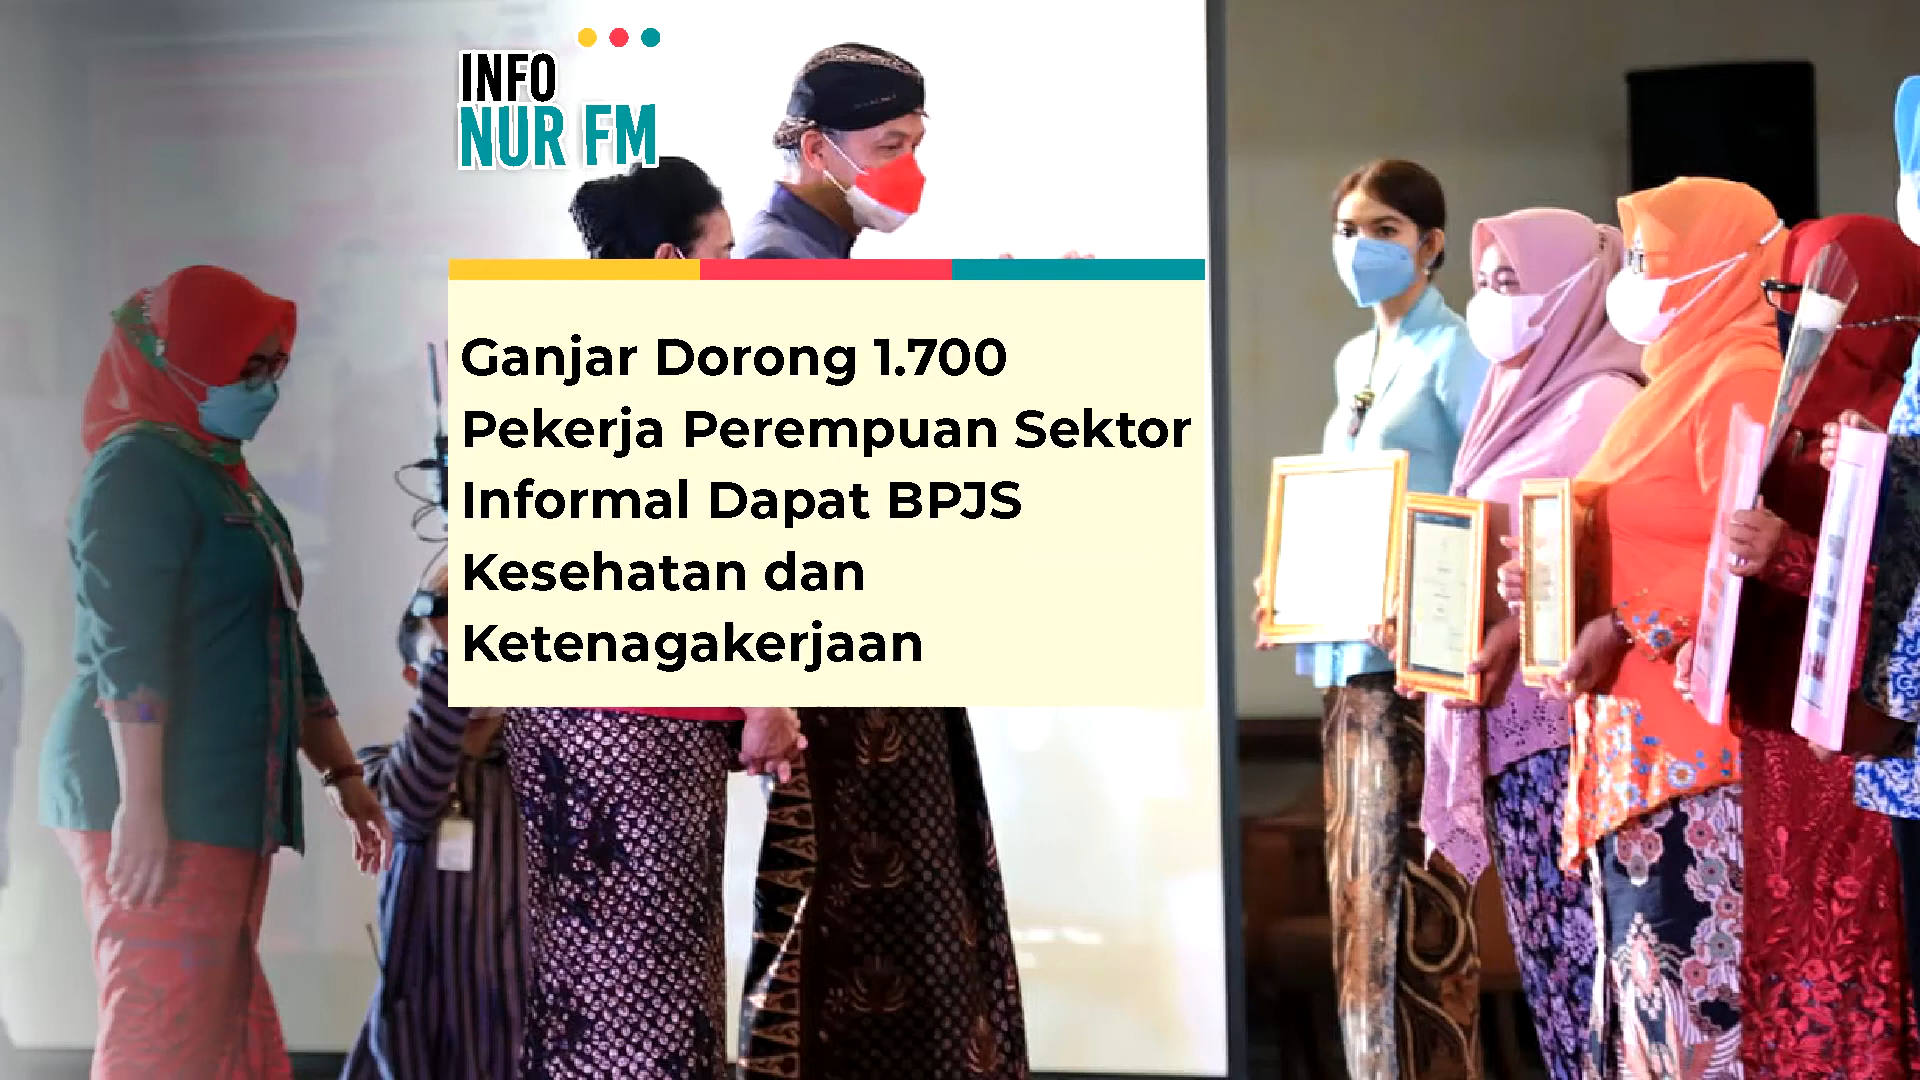 INFO
NUR FM
Ganjar Dorong 1.700
Pekerja Perempuan Sektor
Informal Dapat BPJS
Kesehatan dan
Ketenagakerjaan